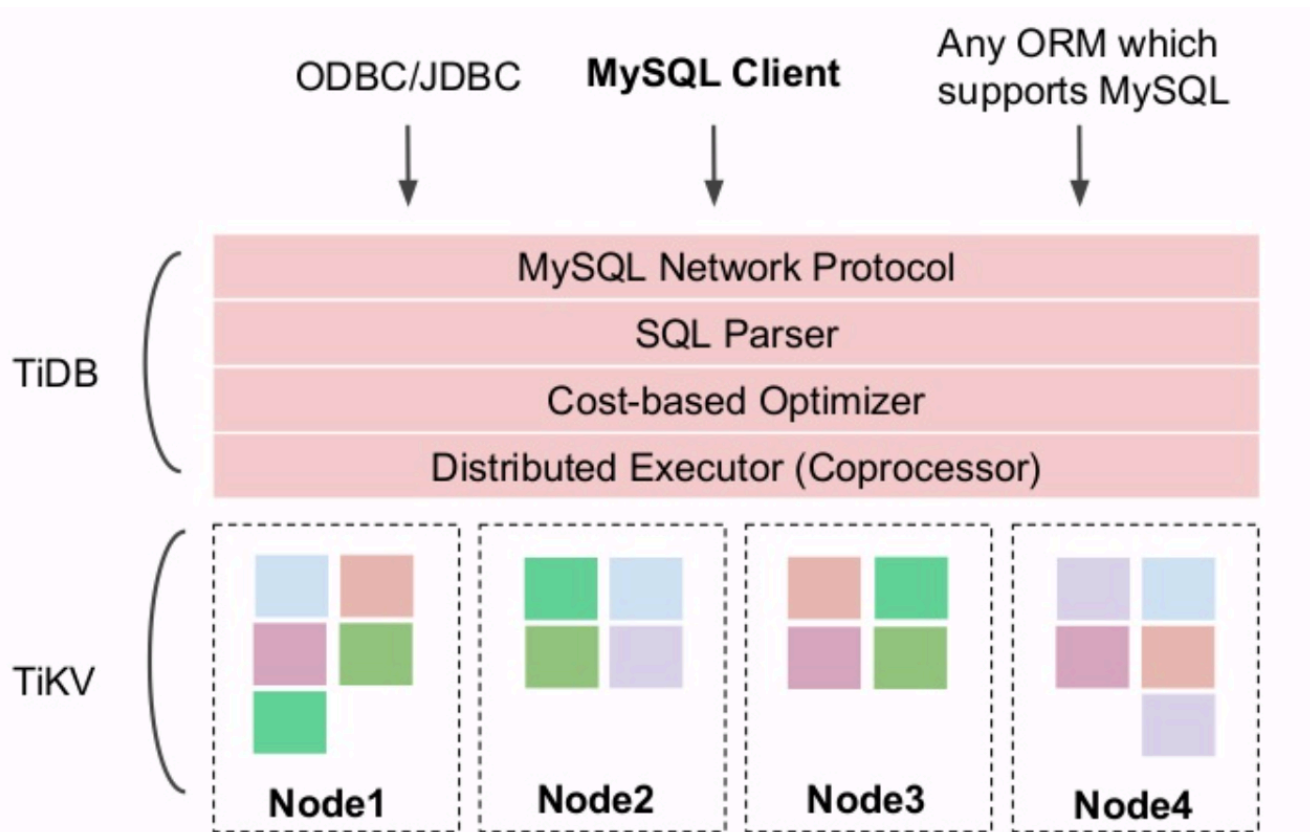 ODBC/JDBC
MySQL Client
Any ORM which
supports MySQL
MySQL Network Protocol
SQL Parser
TiDB
Cost-based Optimizer
Distributed Executor (Coprocessor)
TiKV
Node1
Node2
Node3
Node4